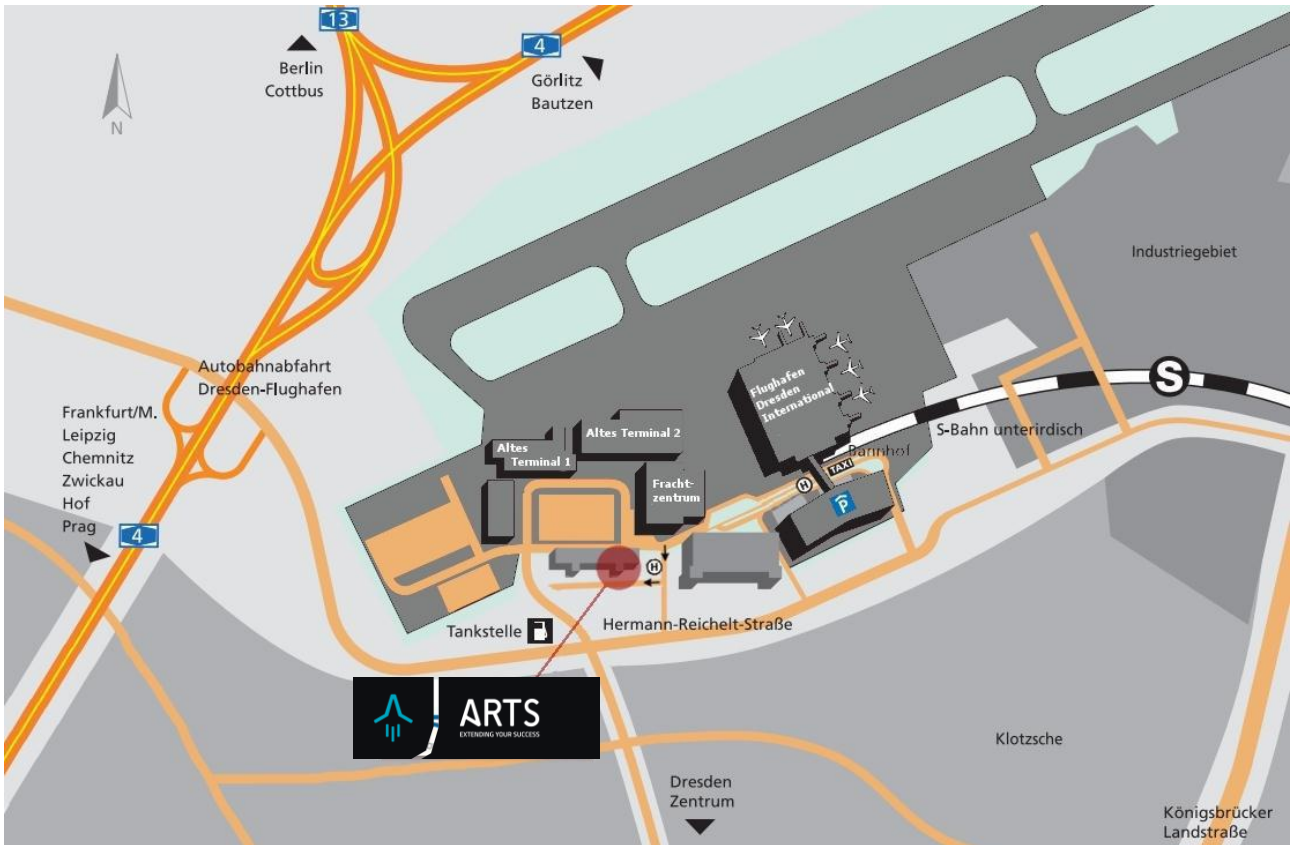 13
4
Berlin
Cottbus
Görlitz
Bautzen
N
Industriegebiet
Autobahnabfahrt
Dresden-Flughafen
Flughafen
Dresden
International
S
Frankfurt/M.
Leipzig
Chemnitz
Zwickau
Hof
Prag
4
Altes
Terminal 1
Altes Terminal 2
S-Bahn unterirdisch
Bahnhof
TAXI
H
P
Fracht-
zentrum
H
Tankstelle
Hermann-Reichelt-Straße
ARTS
EXTENDING YOUR SUCCESS
Klotzsche
Dresden
Zentrum
Königsbrücker
Landstraße